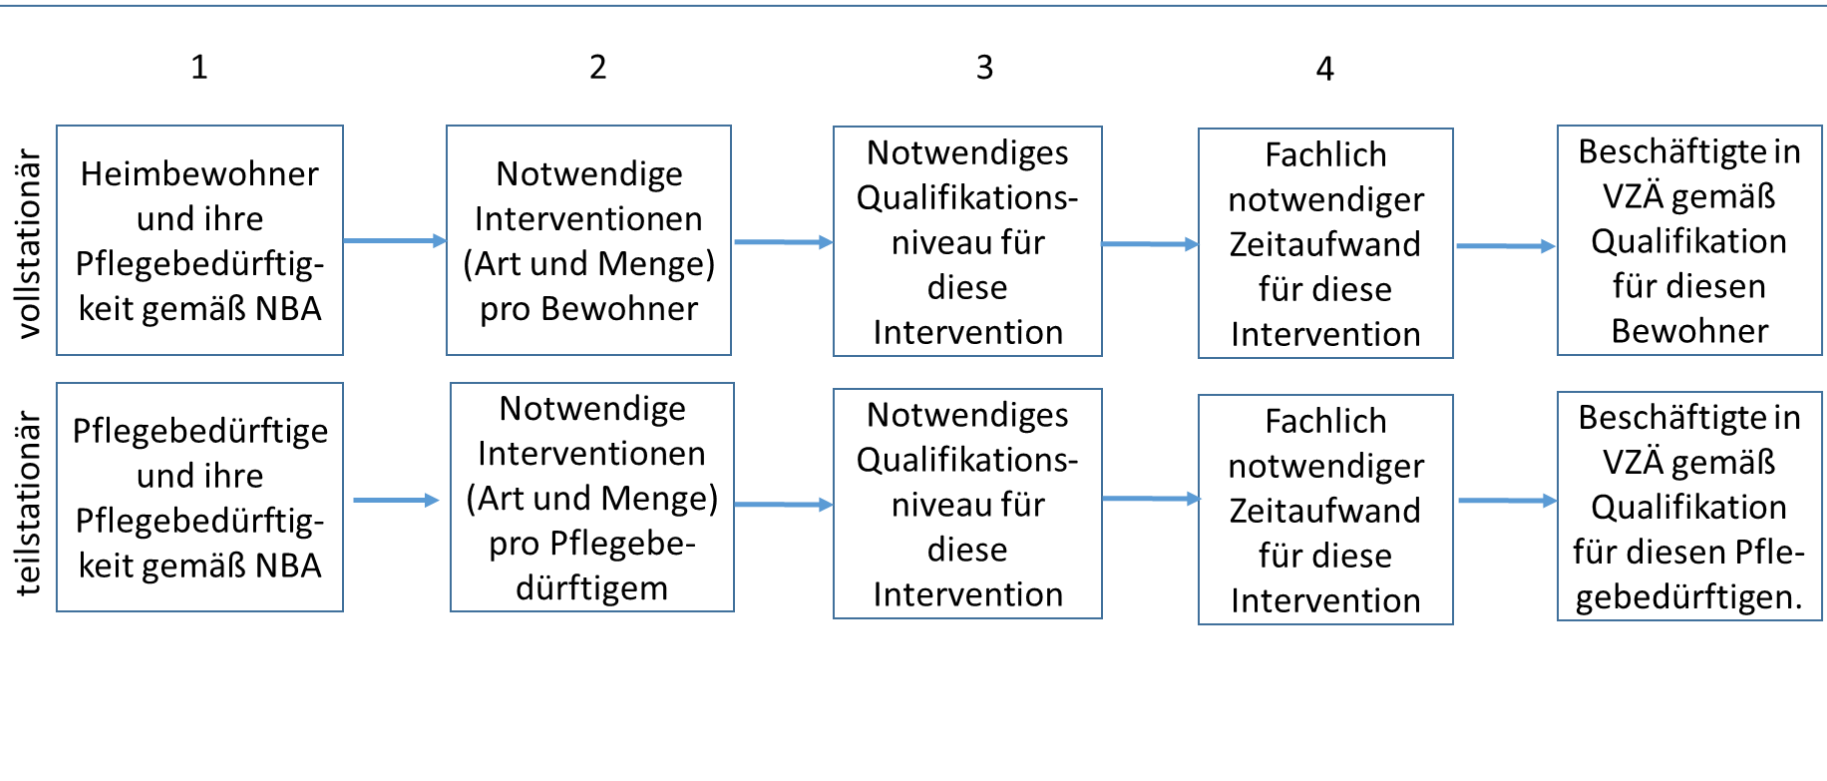 1
2
3
4
vollstationär
Heimbewohner
und ihre
Pflegebedürftig-
keit gemäß NBA
Notwendige
Interventionen
(Art und Menge)
pro Bewohner
Notwendiges
Qualifikations-
niveau für
diese
Intervention
Fachlich
notwendiger
Zeitaufwand
für diese
Intervention
Beschäftigte in
VZÄ gemäß
Qualifikation
für diesen
Bewohner
teilstationär
Pflegebedürftige
und ihre
Pflegebedürftig-
keit gemäß NBA
Notwendige
Interventionen
(Art und Menge)
pro Pflegebe-
dürftigem
Notwendiges
Qualifikations-
niveau für
diese
Intervention
Fachlich
notwendiger
Zeitaufwand
für diese
Intervention
Beschäftigte in
VZÄ gemäß
Qualifikation
für diesen Pfle-
gebedürftigen.